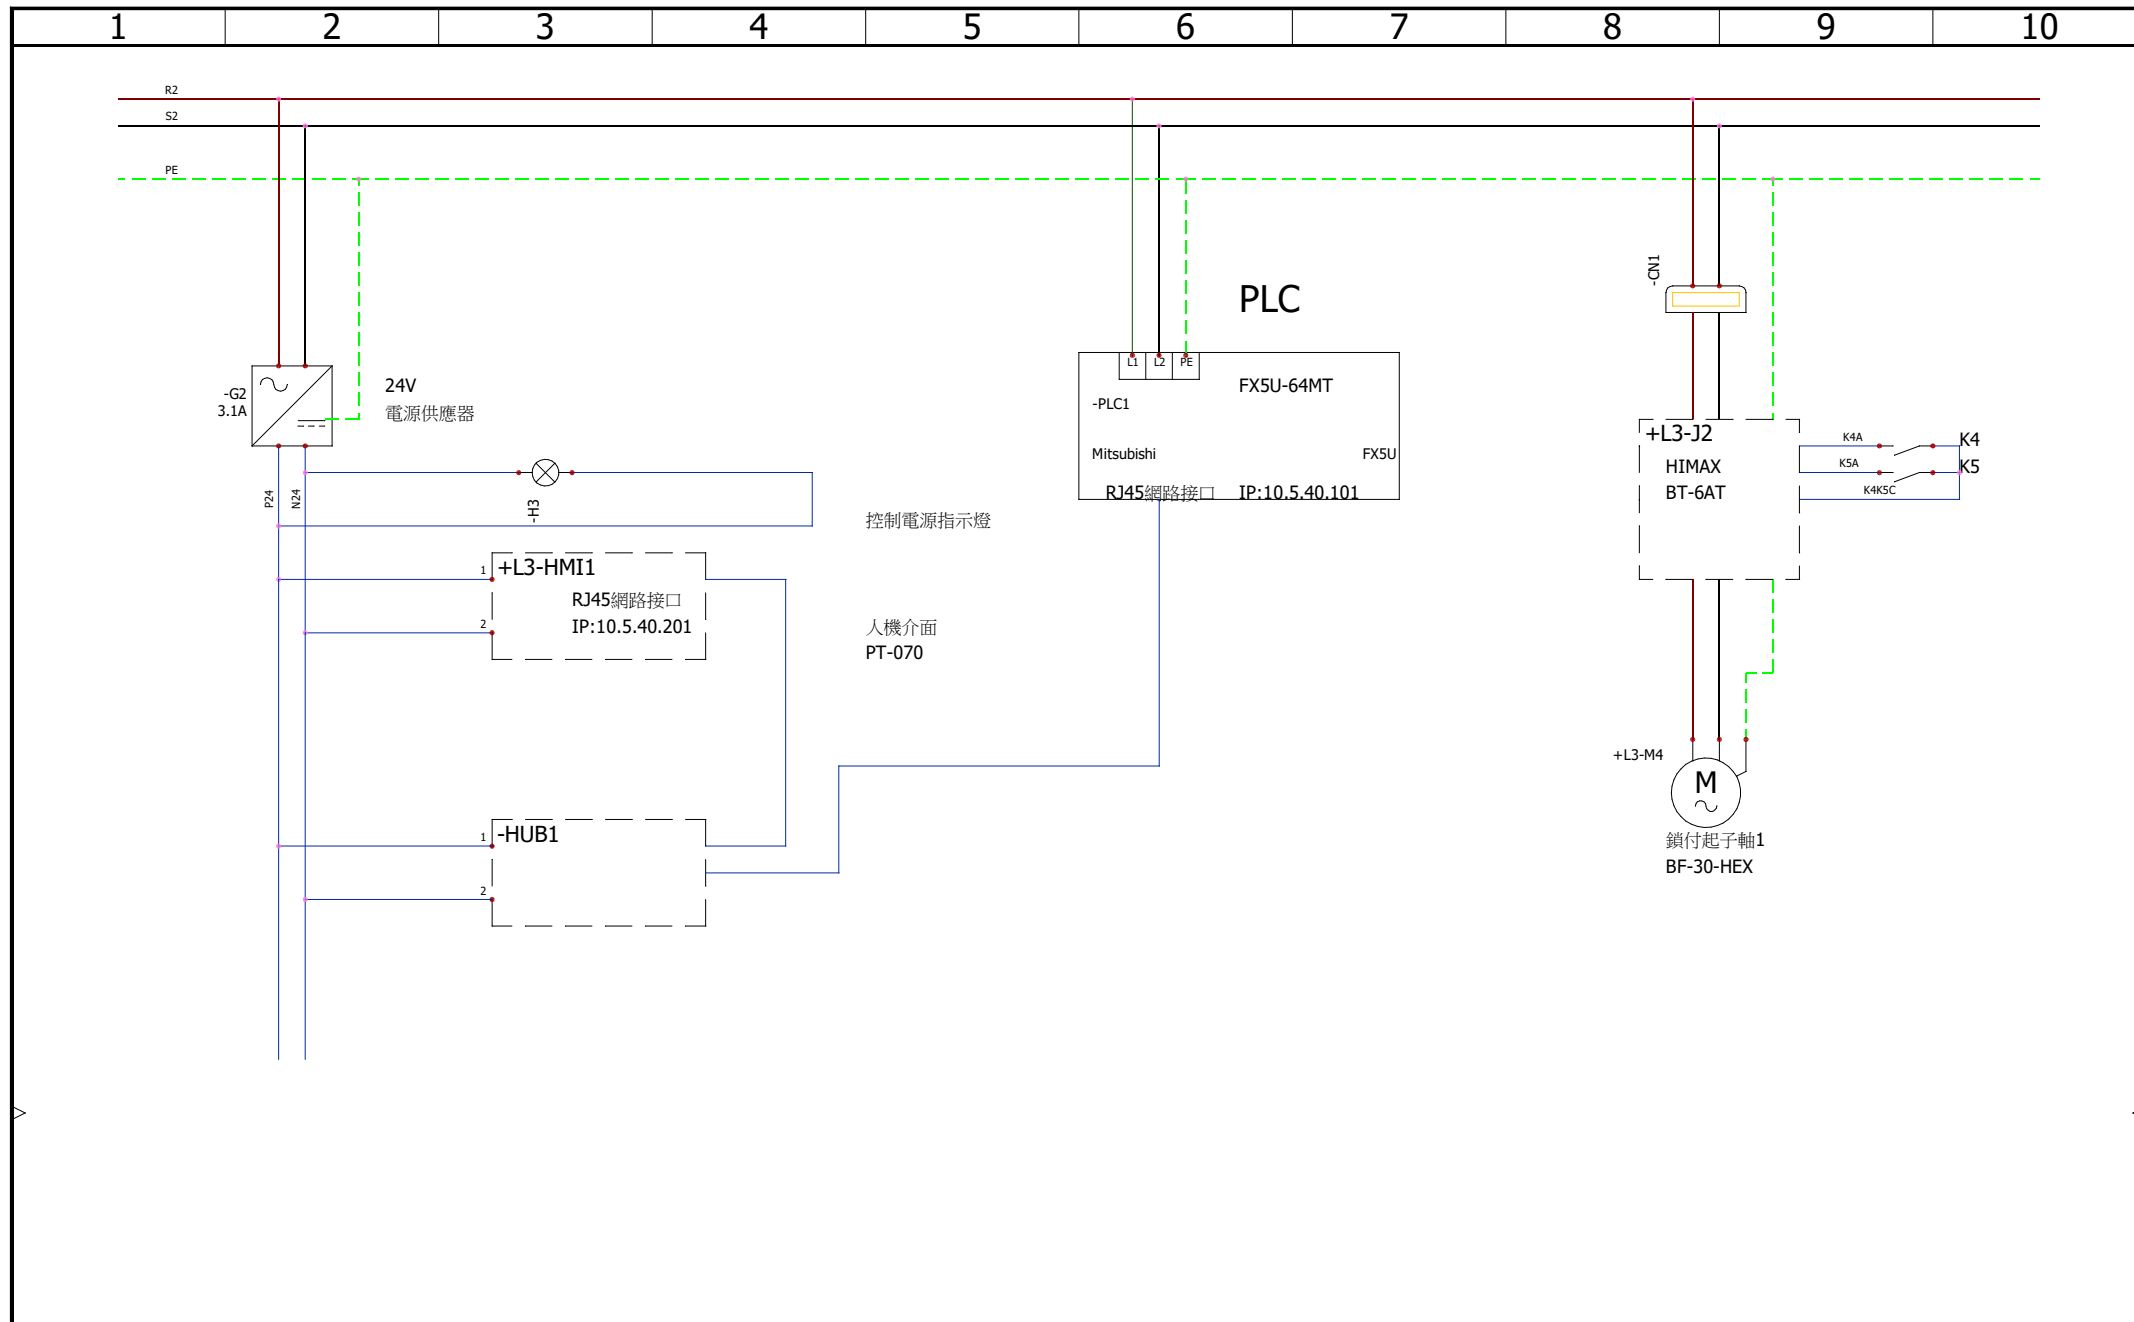 1 2 3 4 5 6 7 8 9 10
R2
S2
PE
-CN1
PLC
L1 L2 PE
-G2
3.1A
24V
電源供應器
FX5U-64MT
-PLC1
Mitsubishi
FX5U
RJ45網路接口 IP:10.5.40.101
+L3-J2
HIMAX
BT-6AT
K4A
K4
K5A
K5
K4K5C
P24
N24
-H3
控制電源指示燈
1
+L3-HMI1
RJ45網路接口
2
IP:10.5.40.201
人機介面
PT-070
+L3-M4
M
鎖付起子軸1
BF-30-HEX
1
-HUB1
2